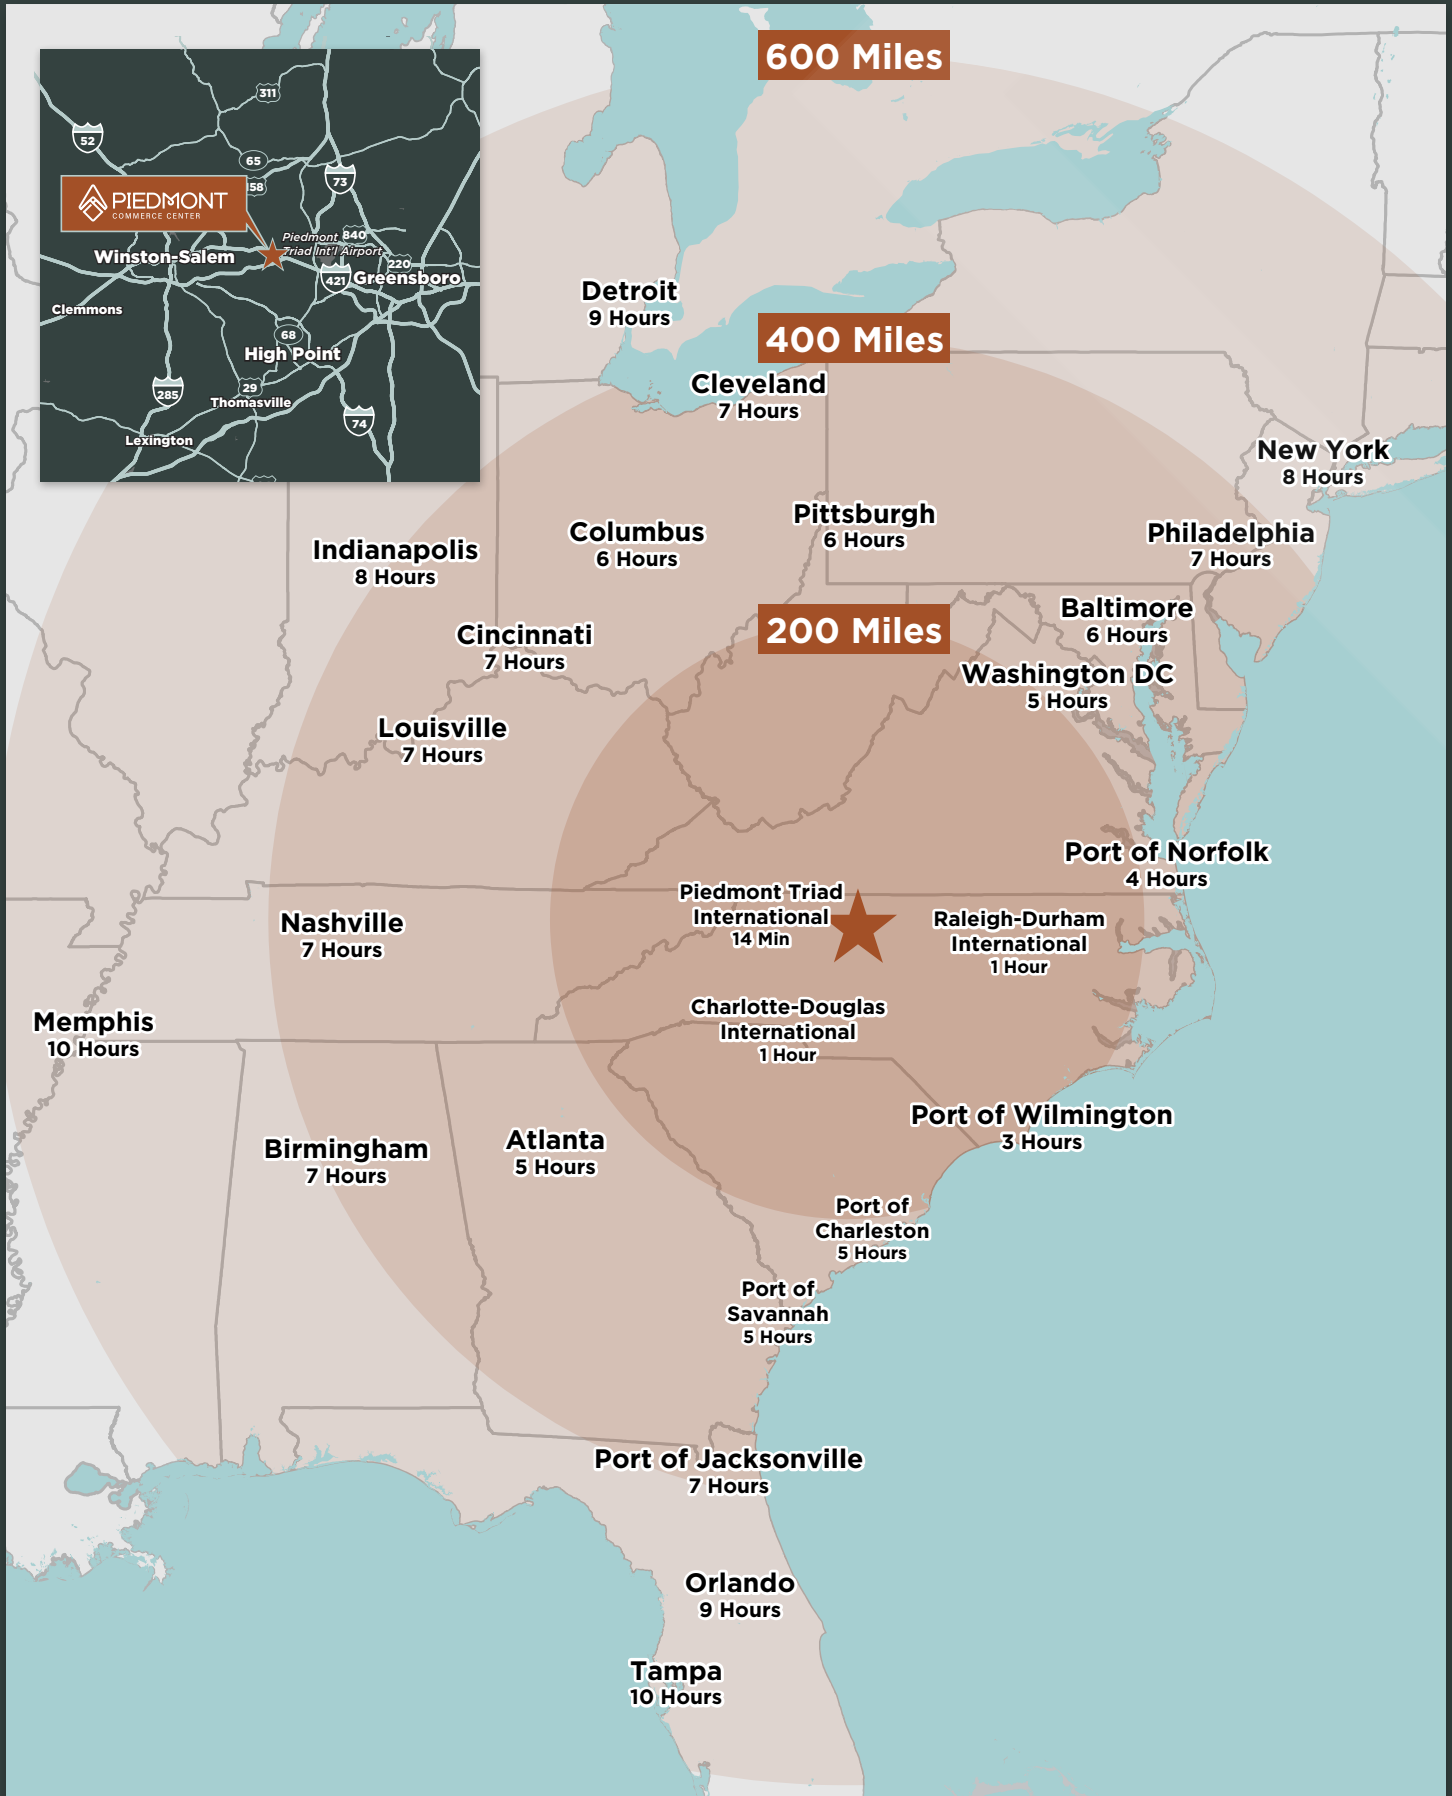 600 Miles
311
52
65
158
73
PIEDMONT
COMMERCE CENTER
Piedmont
Triad Int'l Airport
840
Winston-Salem
220
421
Greensboro
Clemmons
68
High Point
285
29
Thomasville
74
Lexington
Detroit
9 Hours
400 Miles
Cleveland
7 Hours
New York
8 Hours
Pittsburgh
6 Hours
Columbus
6 Hours
Philadelphia
7 Hours
Indianapolis
8 Hours
Baltimore
6 Hours
200 Miles
Cincinnati
7 Hours
Washington DC
5 Hours
Louisville
7 Hours
Port of Norfolk
4 Hours
Piedmont Triad
International
14 Min
Raleigh-Durham
International
1 Hour
Nashville
7 Hours
Charlotte-Douglas
International
1 Hour
Memphis
10 Hours
Port of Wilmington
3 Hours
Atlanta
5 Hours
Birmingham
7 Hours
Port of
Charleston
5 Hours
Port of
Savannah
5 Hours
Port of Jacksonville
7 Hours
Orlando
9 Hours
Tampa
10 Hours